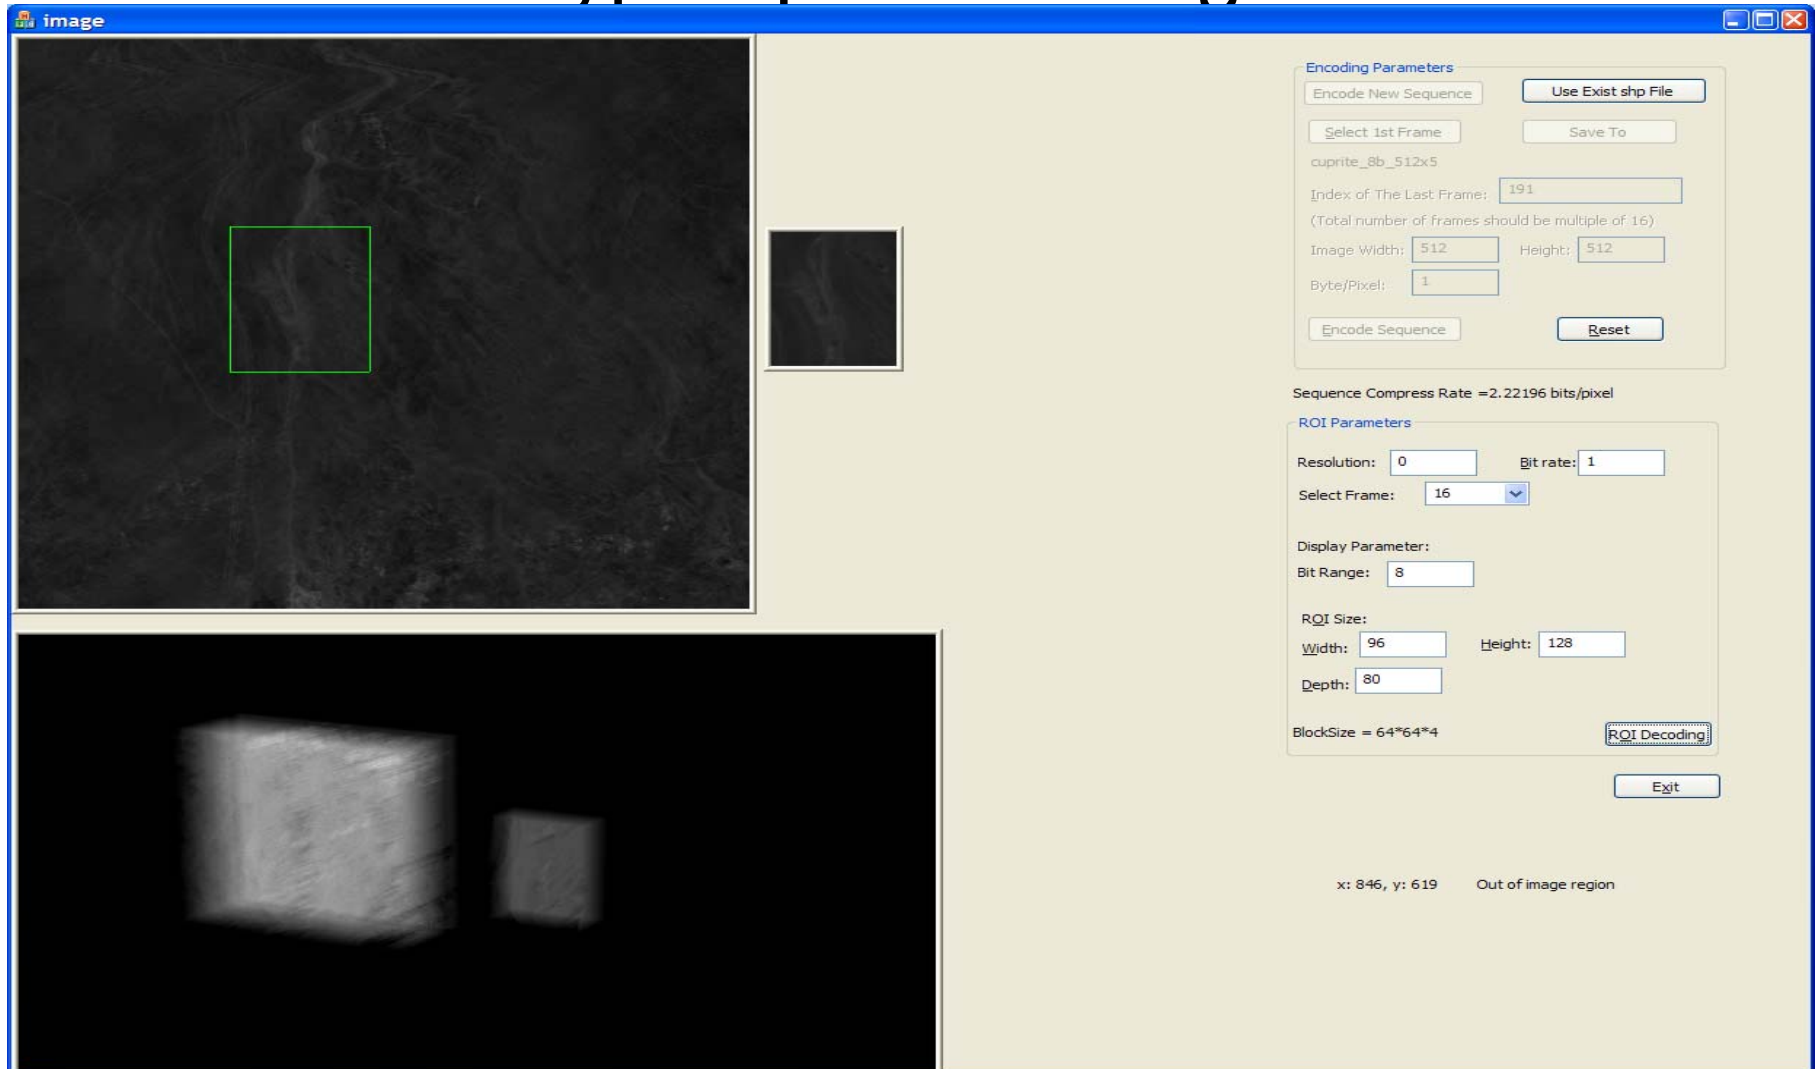 image
Encoding Parameters
Encode New Sequence Use Exist shp File
Select 1st Frame Save To
cuprite_8b_512x5
Index of The Last Frame: 191
(Total number of frames should be multiple of 16)
Image Width: 512 Height: 512
Byte/Pixel: 1
Encode Sequence Reset
Sequence Compress Rate =2.22196 bits/pixel
ROI Parameters
Resolution: 0 Bit rate: 1
Select Frame: 16
Display Parameter:
Bit Range: 8
ROI Size:
Width: 96 Height: 128
Depth: 80
BlockSize = 64*64*4 ROI Decoding
Exit
x: 846, y: 619 Out of image region